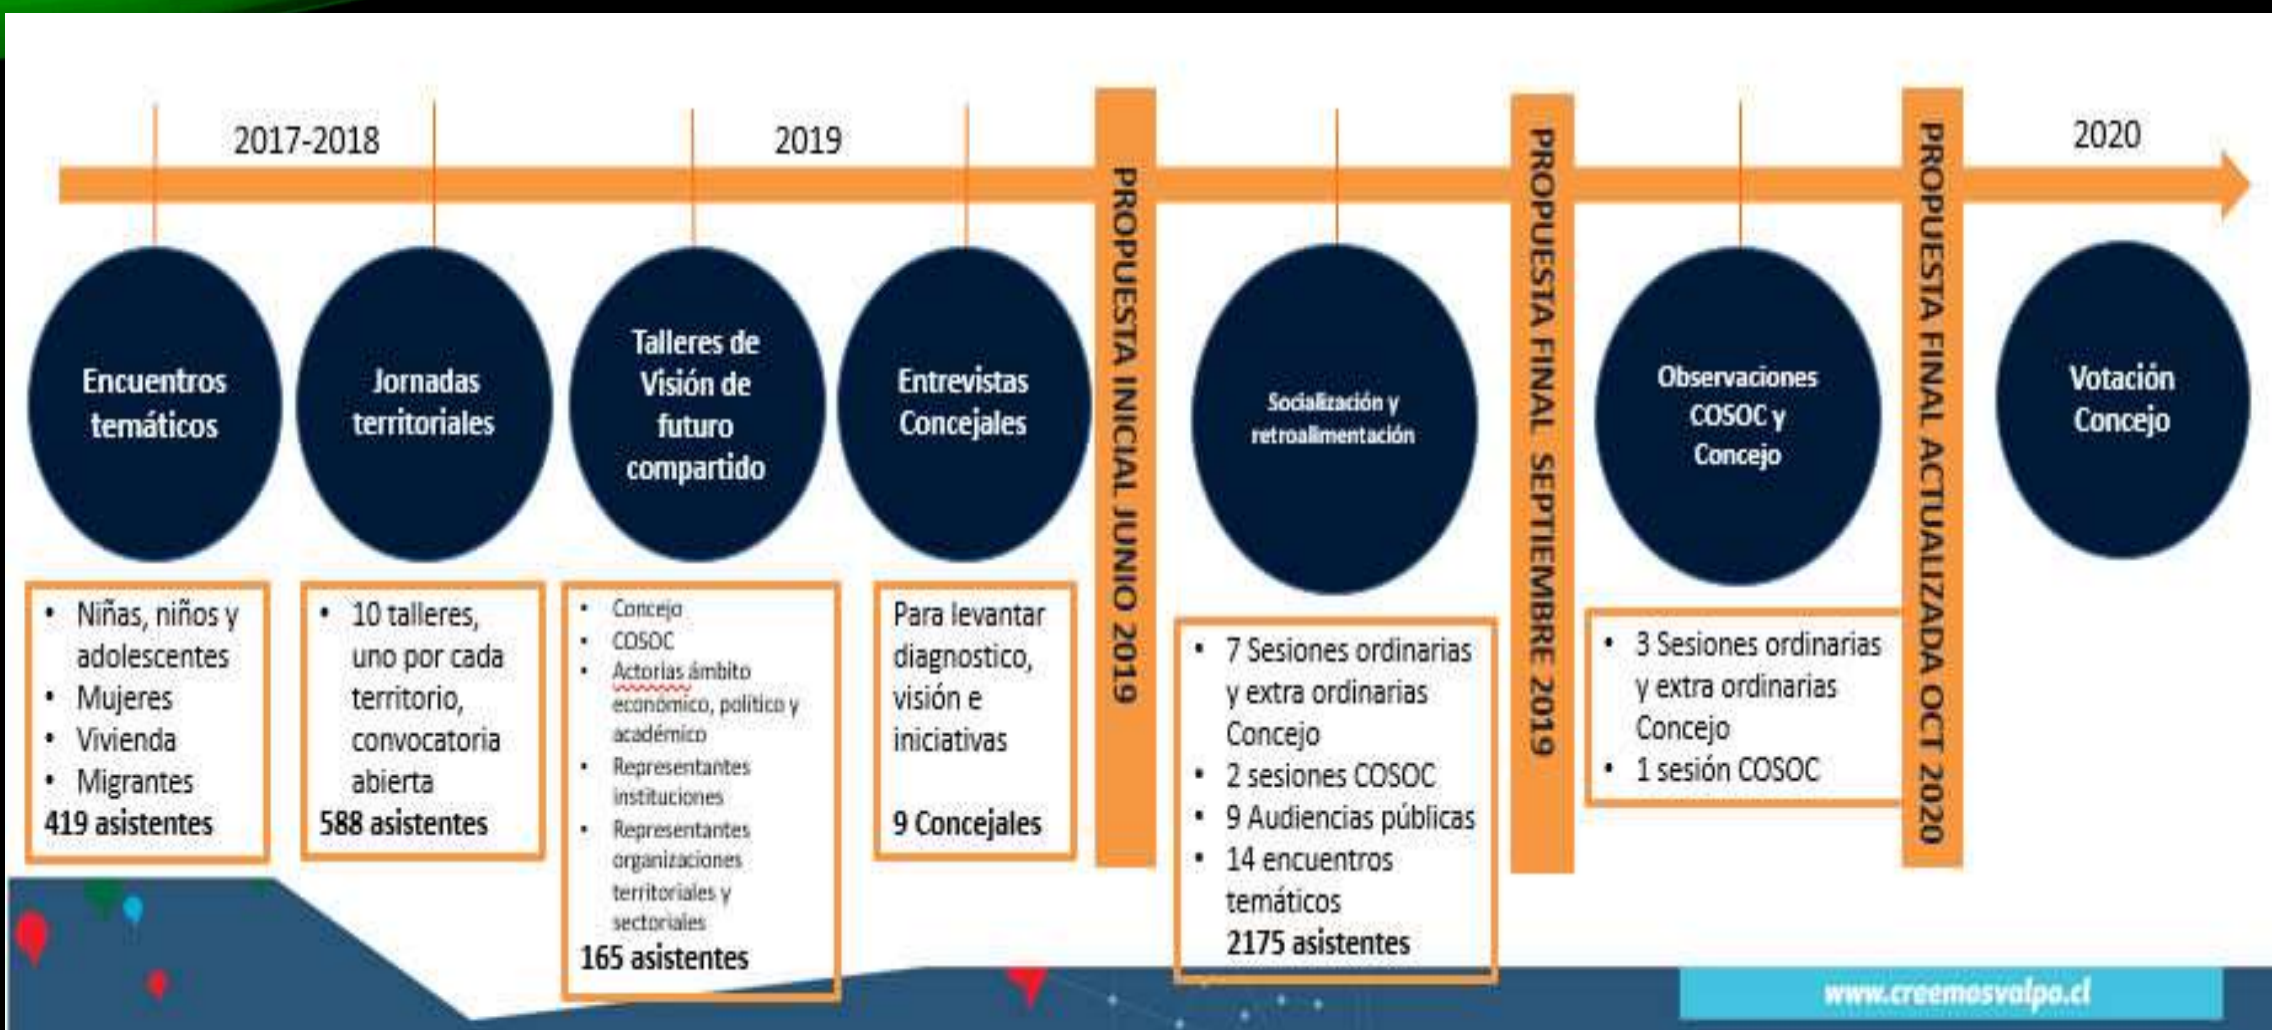 2017-2018
2019
2020
Encuentros
temáticos
Niñas, niños y
adolescentes
• Mujeres
• Vivienda
• Migrantes
419 asistentes
Jornadas
territoriales
• 10 talleres,
uno por cada
territorio,
convocatoria
abierta
588 asistentes
Talleres de
Visión de
futuro
compartido
• Concejo
• COSOC
• Actorias ámbito
económico, político y
académico
• Representantes
instituciones
• Representantes
organizaciones
territoriales y
sectoriales
165 asistentes
Entrevistas
Concejales
Para levantar
diagnostico,
visión e
iniciativas
9 Concejales
PROPUESTA INICIAL JUNIO 2019
Socialización y
retroalimentación
• 7 Sesiones ordinarias
y extra ordinarias
Concejo
• 2 sesiones COSOC
• 9 Audiencias públicas
• 14 encuentros
temáticos
2175 asistentes
PROPUESTA FINAL SEPTIEMBRE 2019
Observaciones
COSOC y
Concejo
• 3 Sesiones ordinarias
y extra ordinarias
Concejo
• 1 sesión COSOC
PROPUESTA FINAL ACTUALIZADA OCT 2020
Votación
Concejo
www.creemosvalpo.cl